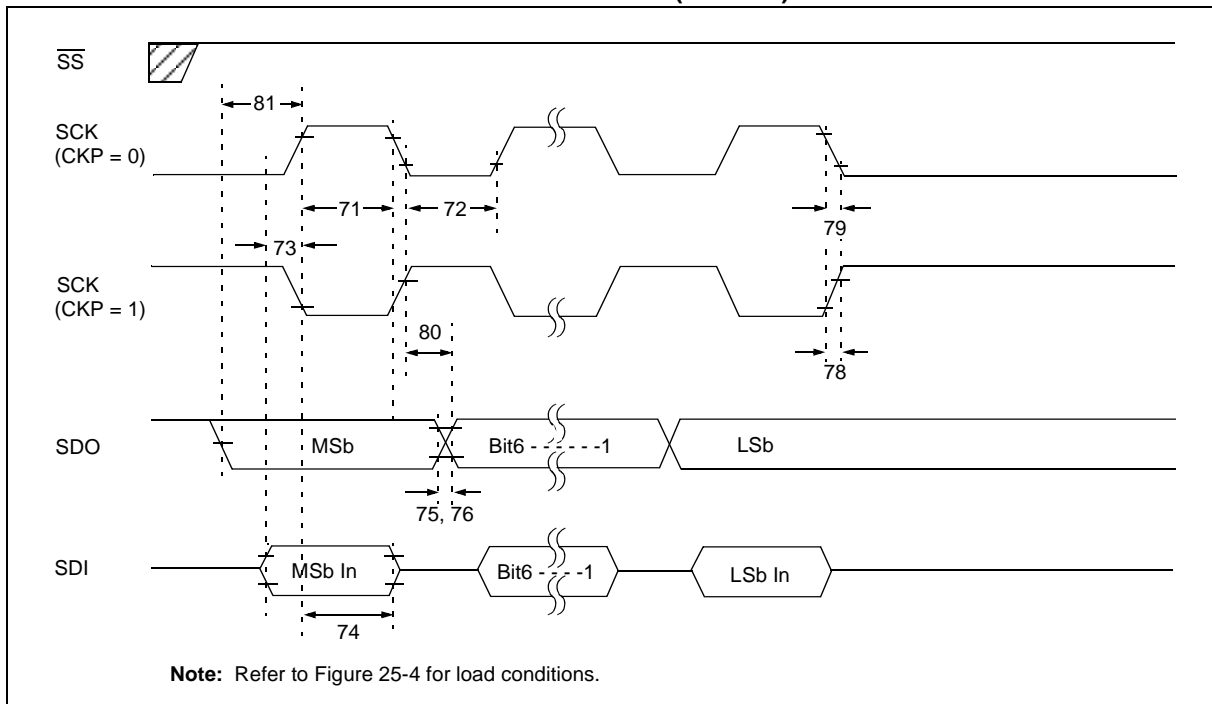 SS
81
SCK
(CKP = 0)
71
72
73
79
SCK
(CKP = 1)
80
78
SDO
MSb
Bit6 - - - - - -1
LSb
75, 76
SDI
MSb In
Bit6 - - - -1
LSb In
74
Note: Refer to Figure 25-4 for load conditions.